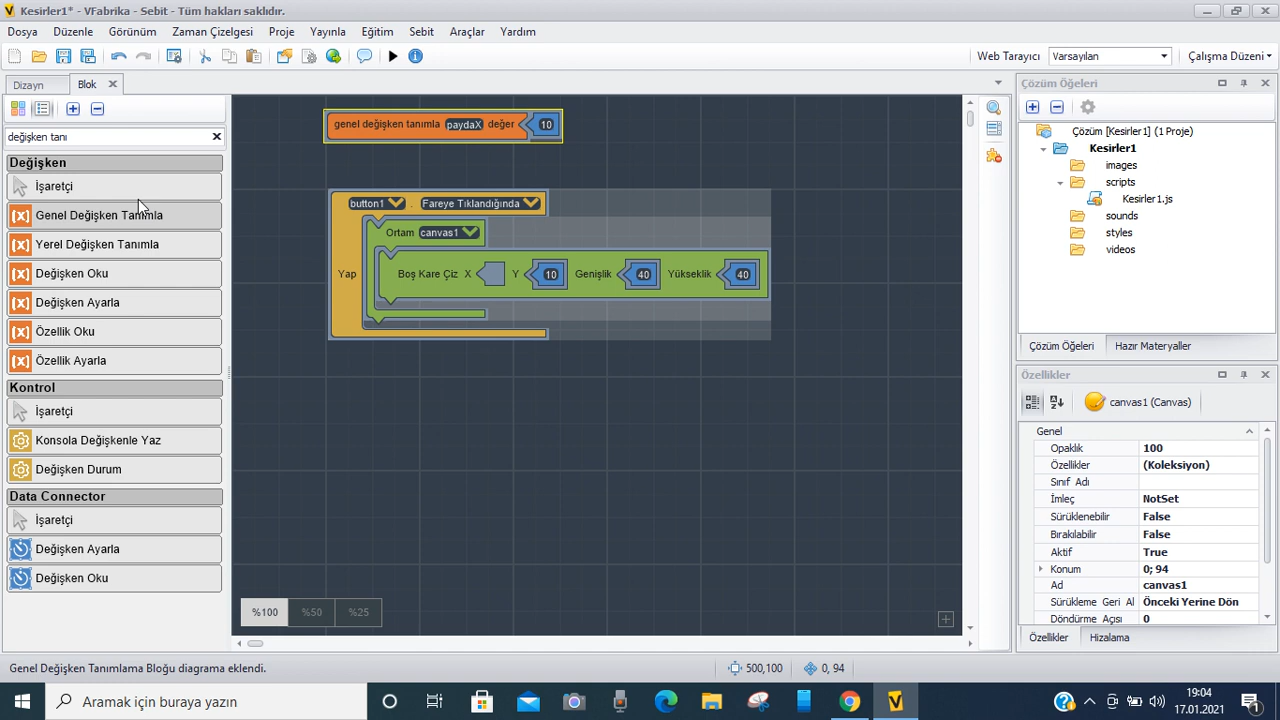 Kesirler1* - VFabrika - Sebit - Tüm hakları saklıdır.
Dosya Düzenle Görünüm Zaman Çizelgesi Proje Yayınla Eğitim Sebit Araçlar Yardım
Web Tarayıcı Varsayılan Çalışma Düzeni
Dizayn Blok
değişken tanı
Değişken
İşaretçi
Genel Değişken Tanımla
Yerel Değişken Tanımla
Değişken Oku
Değişken Ayarla
Özellik Oku
Özellik Ayarla
Kontrol
İşaretçi
Konsola Değişkenle Yaz
Değişken Durum
Data Connector
İşaretçi
Değişken Ayarla
Değişken Oku
genel değişken tanımla paydaX değer 10
button1 . Fareye Tıklandığında
Ortam canvas1
Yap Boş Kare Çiz X Y 10 Genişlik 40 Yükseklik 40
%100 %50 %25
Çözüm Öğeleri
Çözüm [Kesirler1] (1 Proje)
Kesirler1
images
scripts
Kesirler1.js
sounds
styles
videos
Çözüm Öğeleri Hazır Materyaller
Özellikler
canvas1 (Canvas)
Genel
Opaklık 100
Özellikler (Koleksiyon)
Sınıf Adı
İmleç NotSet
Sürüklenebilir False
Bırakılabilir False
Aktif True
Konum 0; 94
Ad canvas1
Sürükleme Geri Al Önceki Yerine Dön
Döndürme Açısı 0
Özellikler Hizalama
Genel Değişken Tanımlama Bloğu diagrama eklendi. 500,100 0, 94
Aramak için buraya yazın
19:04
17.01.2021
1